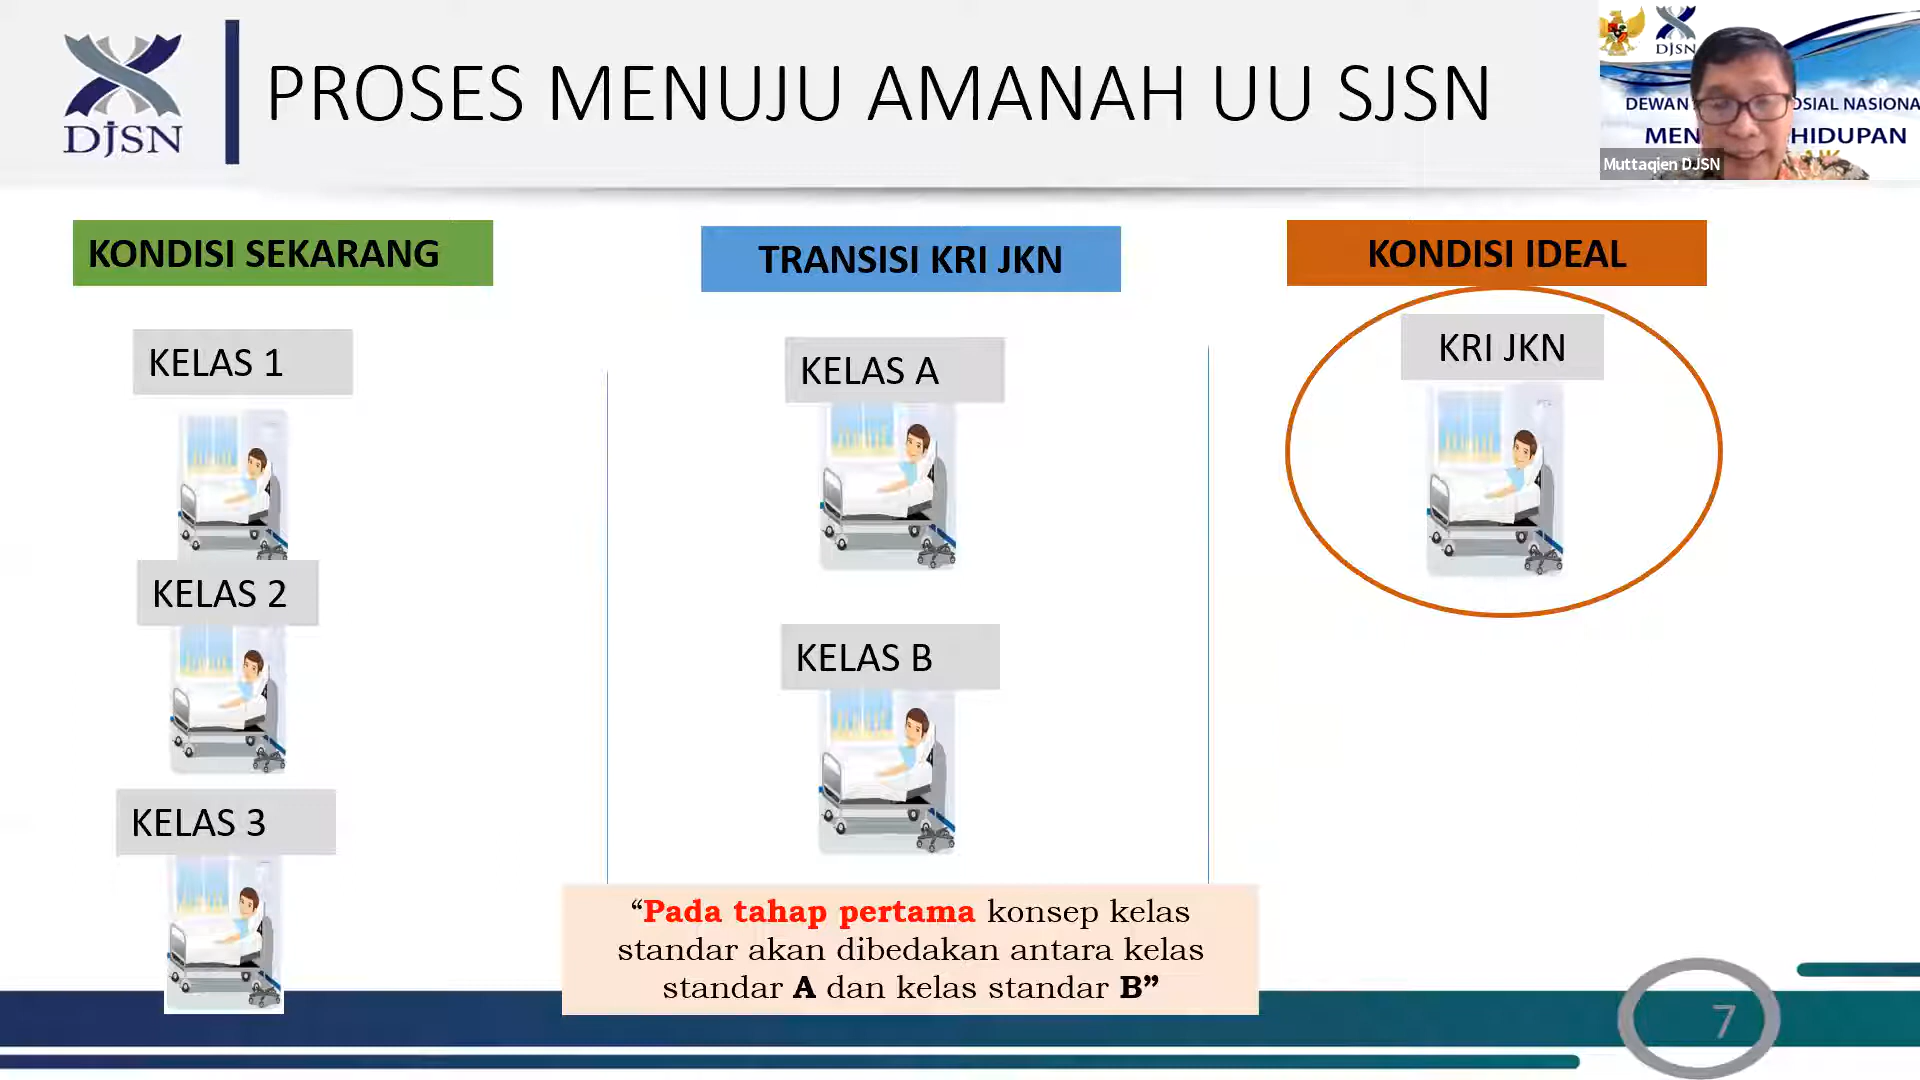 DJSN
PROSES MENUJU AMANAH UU SJSN
DJSN
DEWAN
OSIAL NASIONA
MEN
HIDUPAN
Muttaqien DJSN
KONDISI SEKARANG
KELAS 1
KELAS 2
KELAS 3
TRANSISI KRI JKN
KELAS A
KELAS B
“Pada tahap pertama konsep kelas
standar akan dibedakan antara kelas
standar A dan kelas standar B”
KONDISI IDEAL
KRI JKN
7